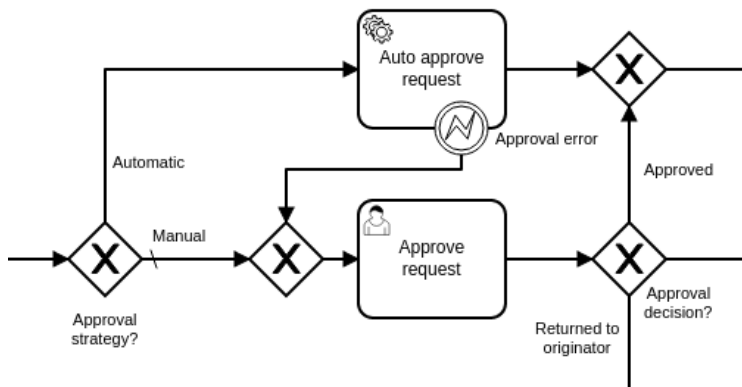 Auto approve
request
Approval error
Automatic
Approved
Manual
Approve
request
Approval
strategy?
Approval
decision?
Returned to
originator